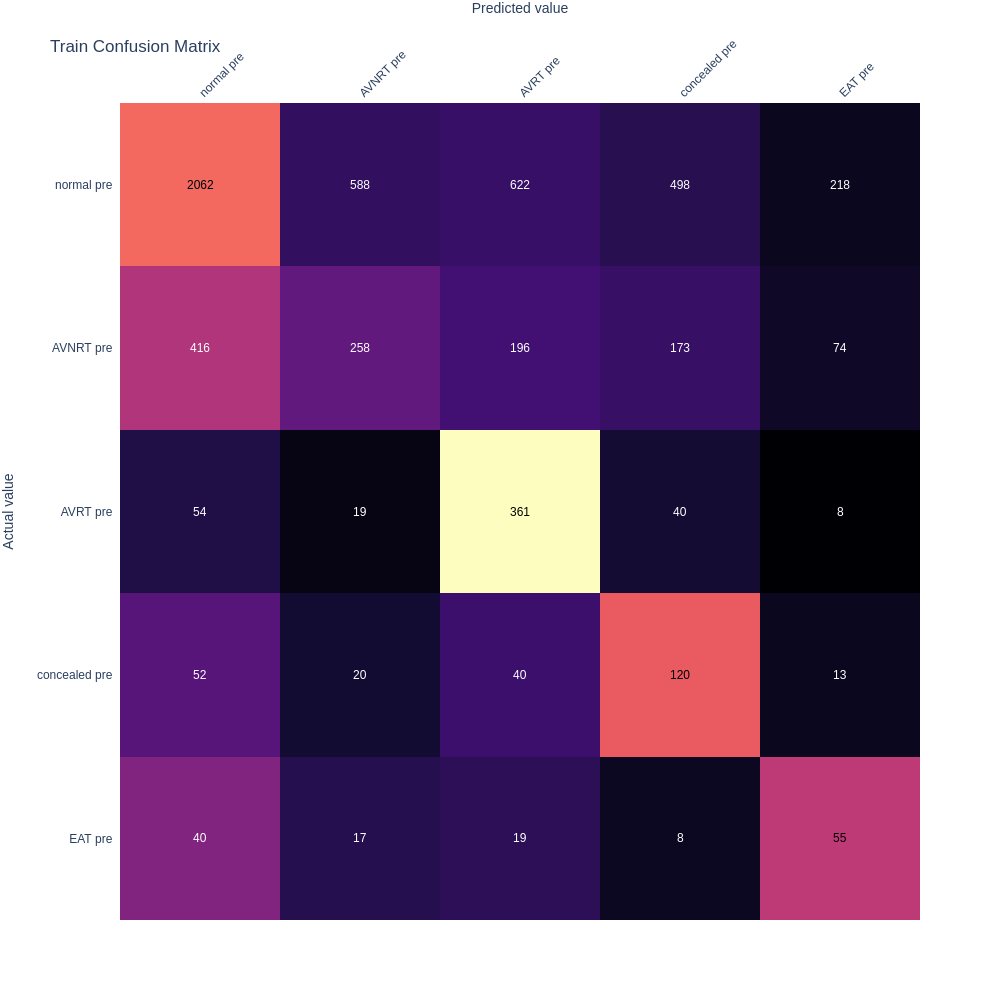 Predicted value
Train Confusion Matrix
normal pre AVNRT pre AVRT pre concealed pre EAT pre
normal pre 2062 588 622 498 218
AVNRT pre 416 258 196 173 74
Actual value
AVRT pre 54 19 361 40 8
concealed pre 52 20 40 120 13
EAT pre 40 17 19 8 55